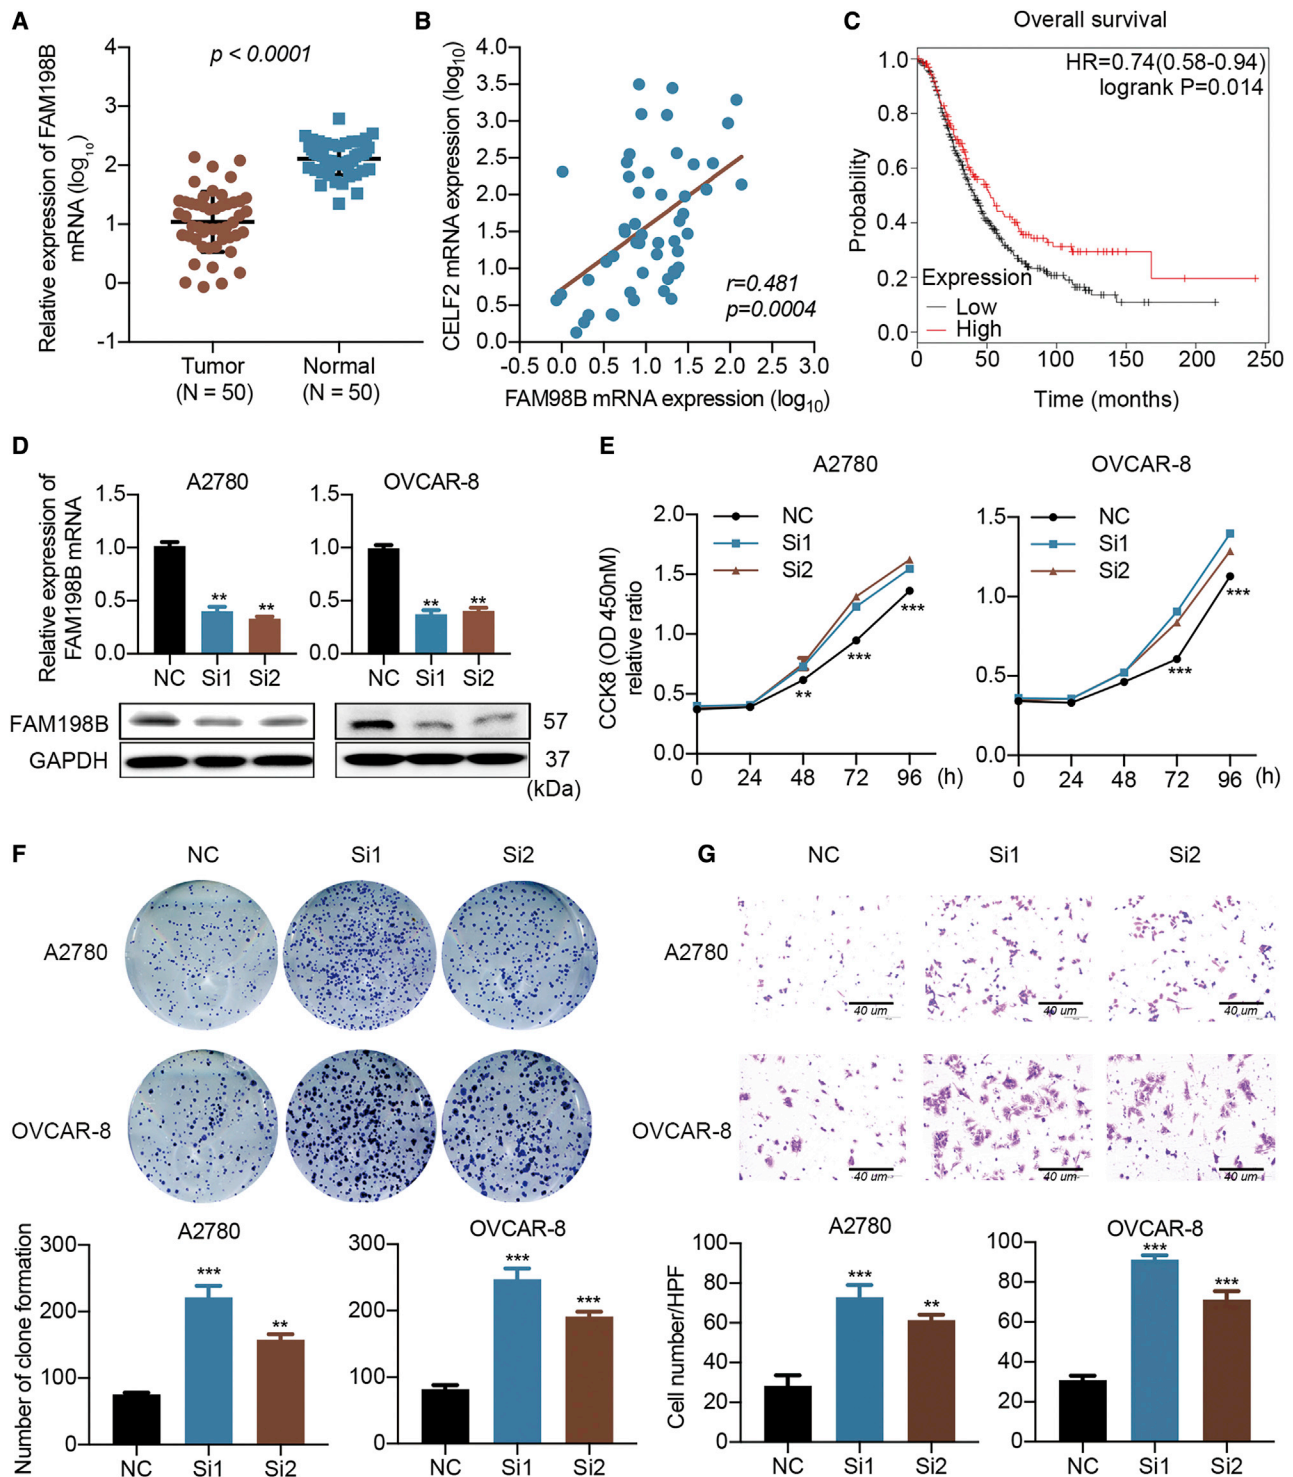 A
Relative expression of FAM198B
mRNA (log10)
p < 0.0001
4
3
2
1
0
-1
Tumor
(N = 50)
Normal
(N = 50)
B
CELF2 mRNA expression (log10)
4.0
3.5
3.0
2.5
2.0
1.5
1.0
0.5
0.0
r=0.481
p=0.0004
-0.5 0.0 0.5 1.0 1.5 2.0 2.5 3.0
FAM98B mRNA expression (log10)
C
Overall survival
HR=0.74(0.58-0.94)
logrank P=0.014
Probability
1.0
0.8
0.6
0.4
0.2
0.0
Expression
Low
High
0 50 100 150 200 250
Time (months)
D
Relative expression of
FAM198B mRNA
A2780
1.5
1.0
0.5
0.0
** **
NC Si1 Si2
OVCAR-8
1.5
1.0
0.5
0.0
** **
NC Si1 Si2
FAM198B
57
GAPDH
37
(kDa)
E
CCK8 (OD 450nM)
relative ratio
A2780
2.0
1.5
1.0
0.5
0.0
NC
Si1
Si2
**
***
***
0 24 48 72 96 (h)
OVCAR-8
1.5
1.0
0.5
0.0
NC
Si1
Si2
***
***
0 24 48 72 96 (h)
F
NC Si1 Si2
A2780
OVCAR-8
Number of clone formation
A2780
300
200
100
0
***
**
NC Si1 Si2
OVCAR-8
300
200
100
0
***
***
NC Si1 Si2
G
NC Si1 Si2
A2780
40 um 40 um 40 um
OVCAR-8
40 um 40 um 40 um
Cell number/HPF
A2780
100
80
60
40
20
0
***
**
NC Si1 Si2
OVCAR-8
100
80
60
40
20
0
***
***
NC Si1 Si2